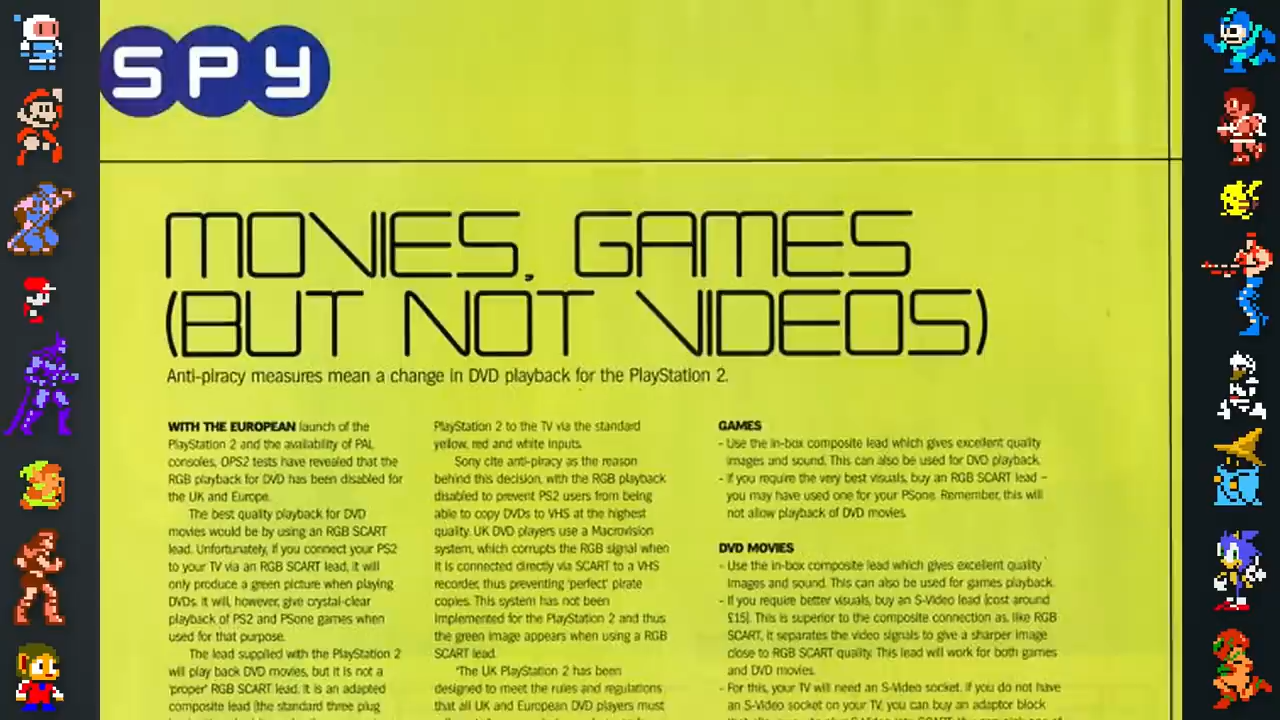 SPY
MOVIES, GAMES
(BUT NOT VIDEOS)
Anti-piracy measures mean a change in DVD playback for the PlayStation 2.
WITH THE EUROPEAN launch of the
PlayStation 2 and the availability of PAL
consoles, OPS2 tests have revealed that the
RGB playback for DVD has been disabled for
the UK and Europe.
The best quality playback for DVD
movies would be by using an RGB SCART
lead. Unfortunately, if you connect your PS2
to your TV via an RGB SCART lead, it will
only produce a green picture when playing
DVDs. It will, however, give crystal-clear
playback of PS2 and PSone games when
used for that purpose.
The lead supplied with the PlayStation 2
will play back DVD movies, but it is not a
'proper' RGB SCART lead. It is an adapted
composite lead (the standard three plug
PlayStation 2 to the TV via the standard
yellow, red and white inputs.
Sony cite anti-piracy as the reason
behind this decision, with the RGB playback
disabled to prevent PS2 users from being
able to copy DVDs to VHS at the highest
quality. UK DVD players use a Macrovision
system, which corrupts the RGB signal when
it is connected directly via SCART to a VHS
recorder, thus preventing 'perfect' pirate
copies. This system has not been
implemented for the PlayStation 2 and thus
the green image appears when using a RGB
SCART lead.
"The UK PlayStation 2 has been
designed to meet the rules and regulations
that all UK and European DVD players must
GAMES
- Use the in-box composite lead which gives excellent quality
images and sound. This can also be used for DVD playback.
- If you require the very best visuals, buy an RGB SCART lead –
you may have used one for your PSone. Remember, this will
not allow playback of DVD movies.
DVD MOVIES
- Use the in-box composite lead which gives excellent quality
images and sound. This can also be used for games playback.
- If you require better visuals, buy an S-Video lead (cost around
£15). This is superior to the composite connection as, like RGB
SCART, it separates the video signals to give a sharper image
close to RGB SCART quality. This lead will work for both games
and DVD movies.
- For this, your TV will need an S-Video socket. If you do not have
an S-Video socket on your TV, you can buy an adaptor block